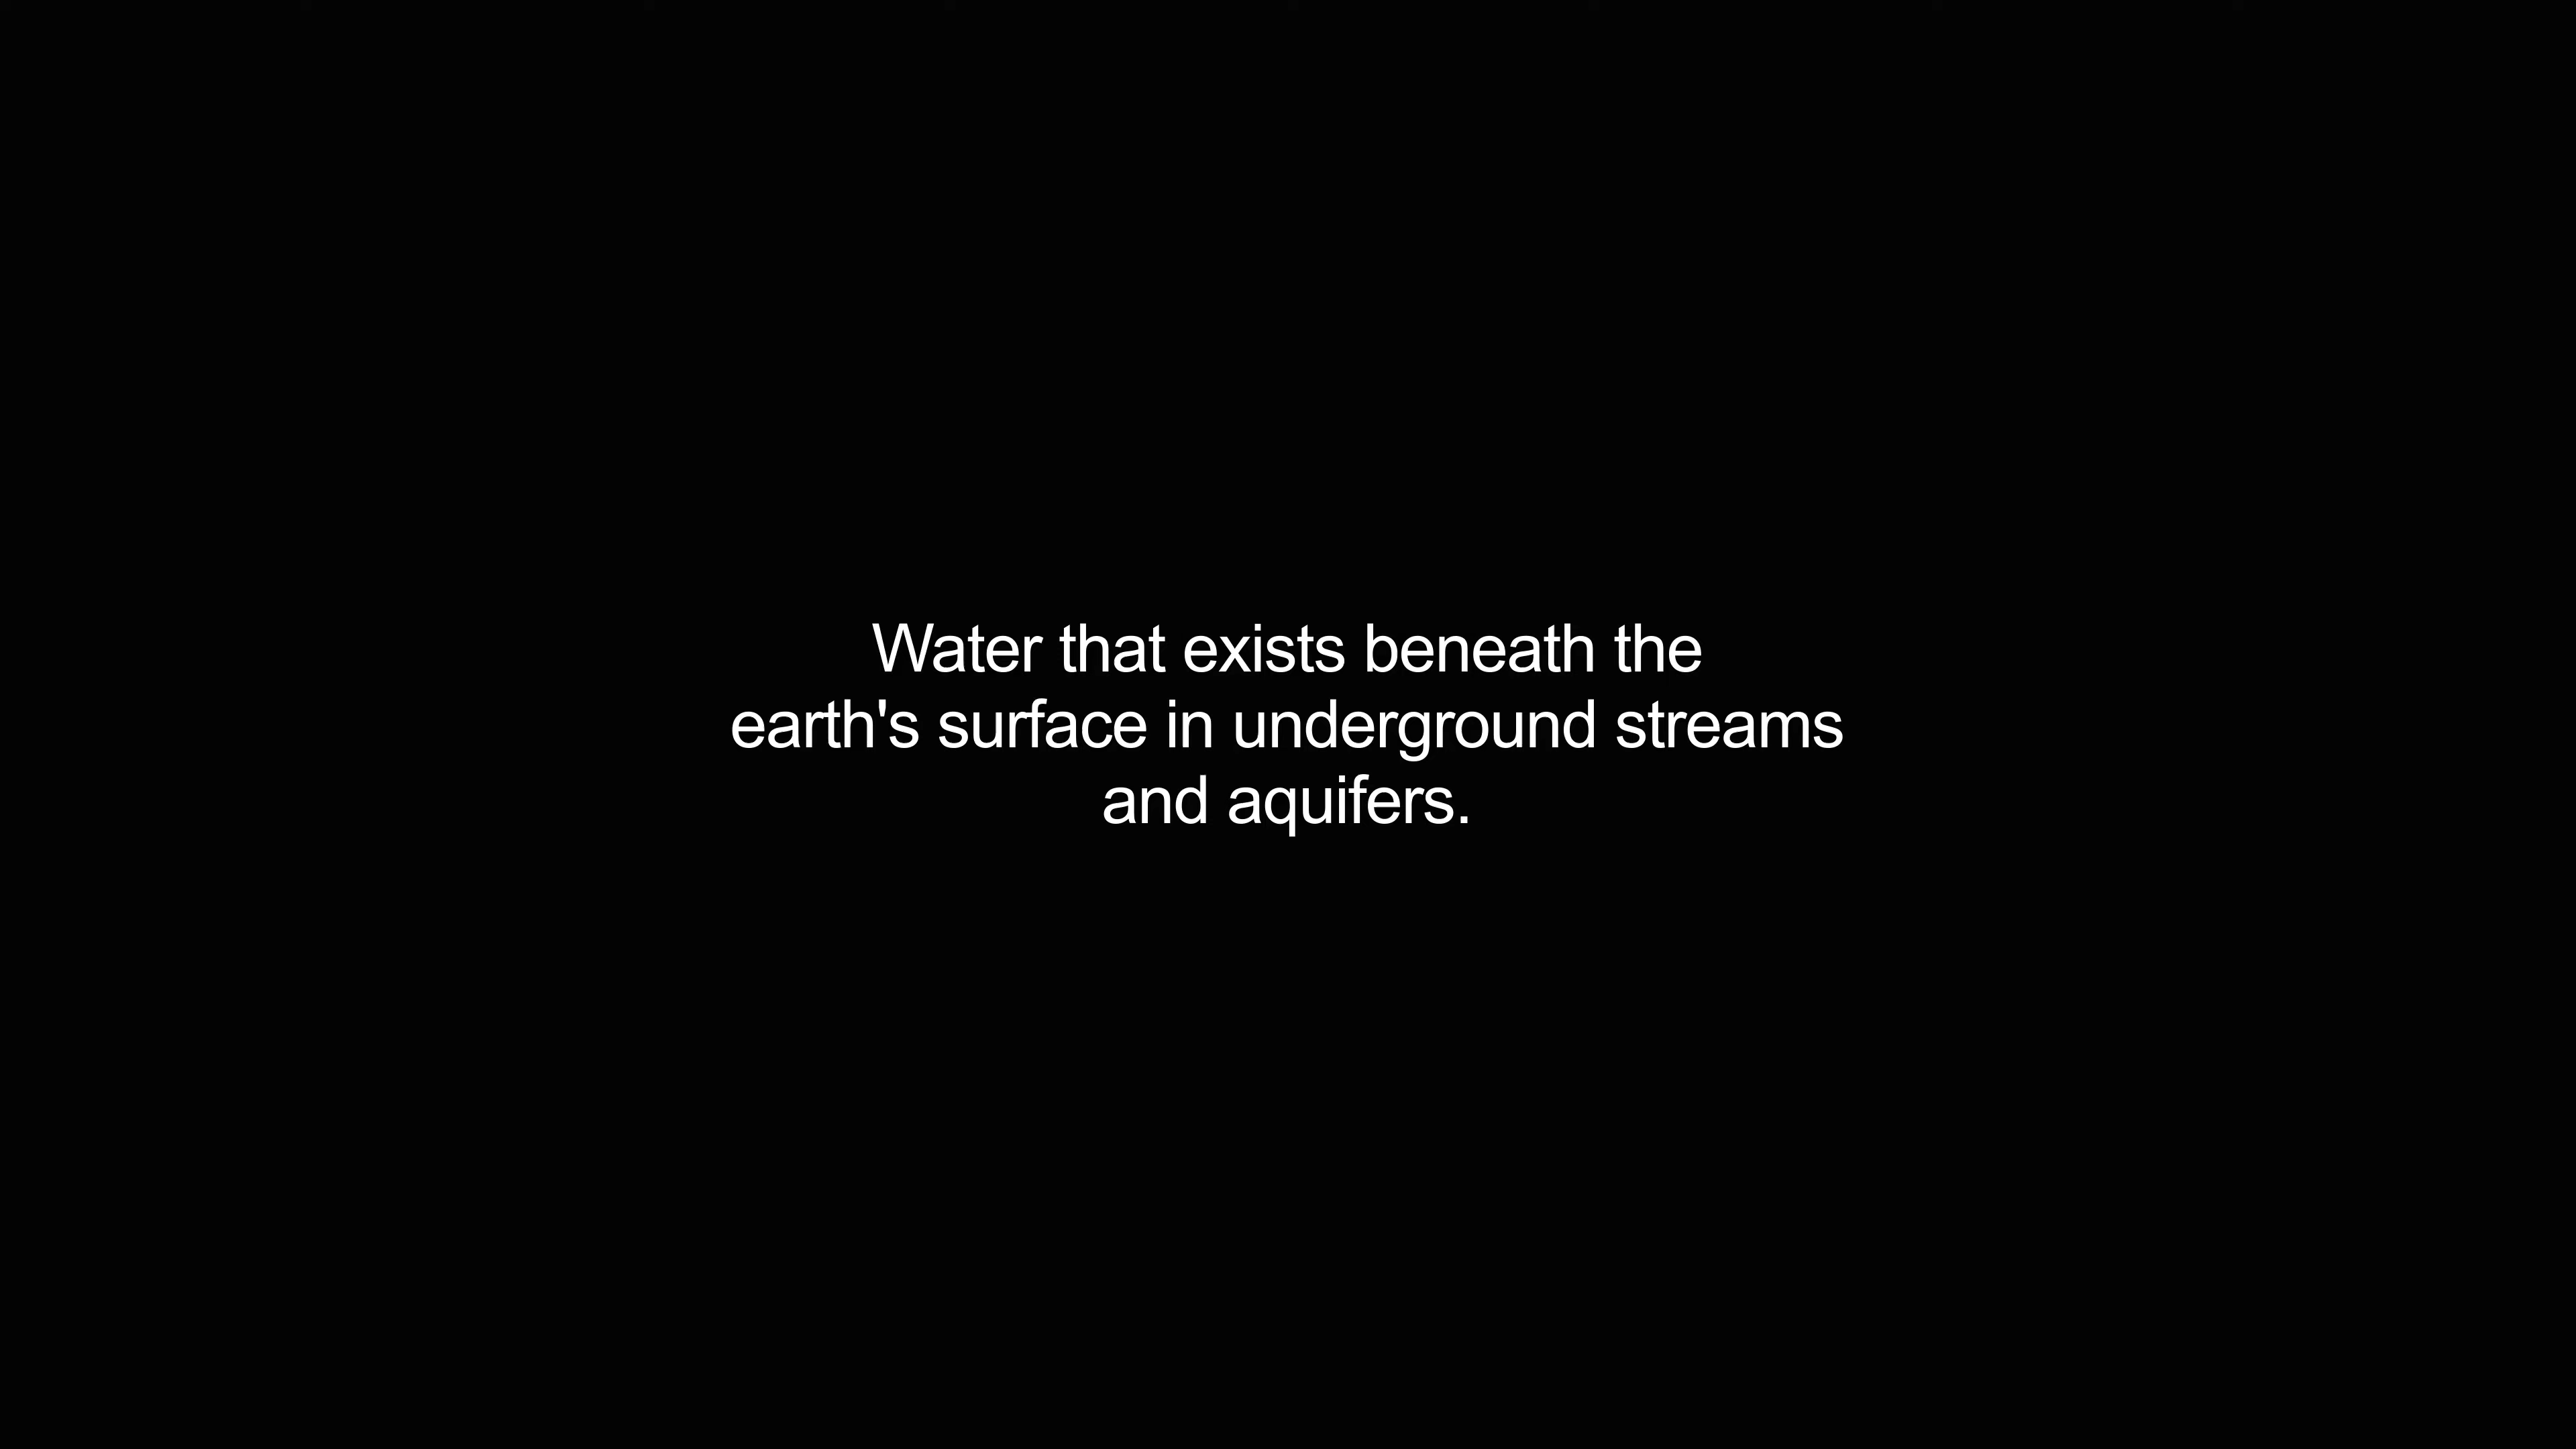 Water that exists beneath the
earth's surface in underground streams
and aquifers.